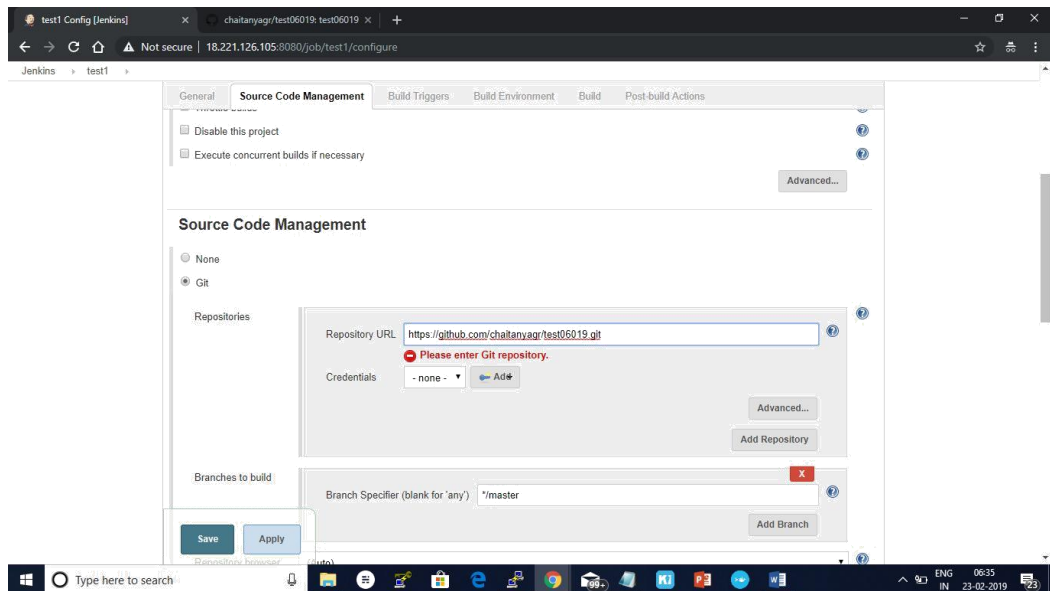 test1 Config [Jenkins] × chaitanyagr/test06019: test06019 × +
Not secure | 18.221.126.105:8080/job/test1/configure
Jenkins test1
General Source Code Management Build Triggers Build Environment Build Post-build Actions
Disable this project
Execute concurrent builds if necessary
Advanced...
Source Code Management
None
Git
Repositories
Repository URL https://github.com/chaitanyagr/test06019.git
Please enter Git repository.
Credentials - none - Add
Advanced...
Add Repository
Branches to build
X
Branch Specifier (blank for 'any') */master
Add Branch
Save Apply
Repository browser (Auto)
Type here to search
99+
ENG 06:35
IN 23-02-2019
23